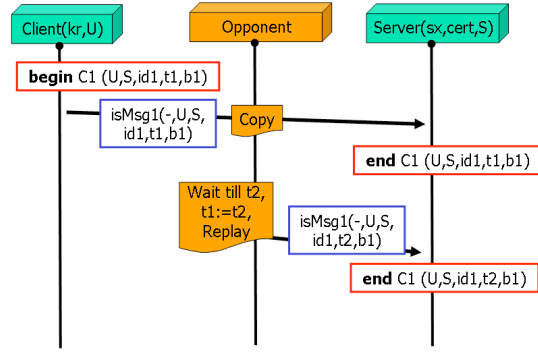 Client(kr,U)
Opponent
Server(sx,cert,S)
begin C1 (U,S,id1,t1,b1)
isMsg1(-,U,S,
id1,t1,b1)
Copy
end C1 (U,S,id1,t1,b1)
Wait till t2,
t1:=t2,
Replay
isMsg1(-,U,S,
id1,t2,b1)
end C1 (U,S,id1,t2,b1)